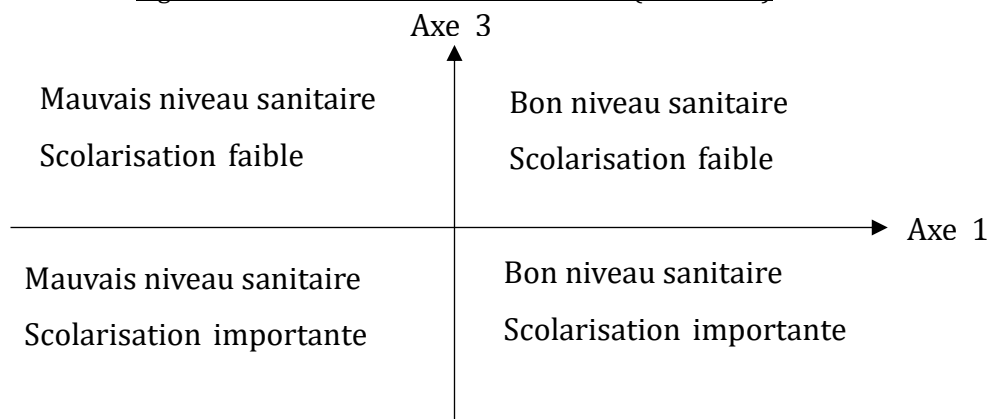 Axe 3
Mauvais niveau sanitaire
Scolarisation faible
Bon niveau sanitaire
Scolarisation faible
Axe 1
Mauvais niveau sanitaire
Scolarisation importante
Bon niveau sanitaire
Scolarisation importante